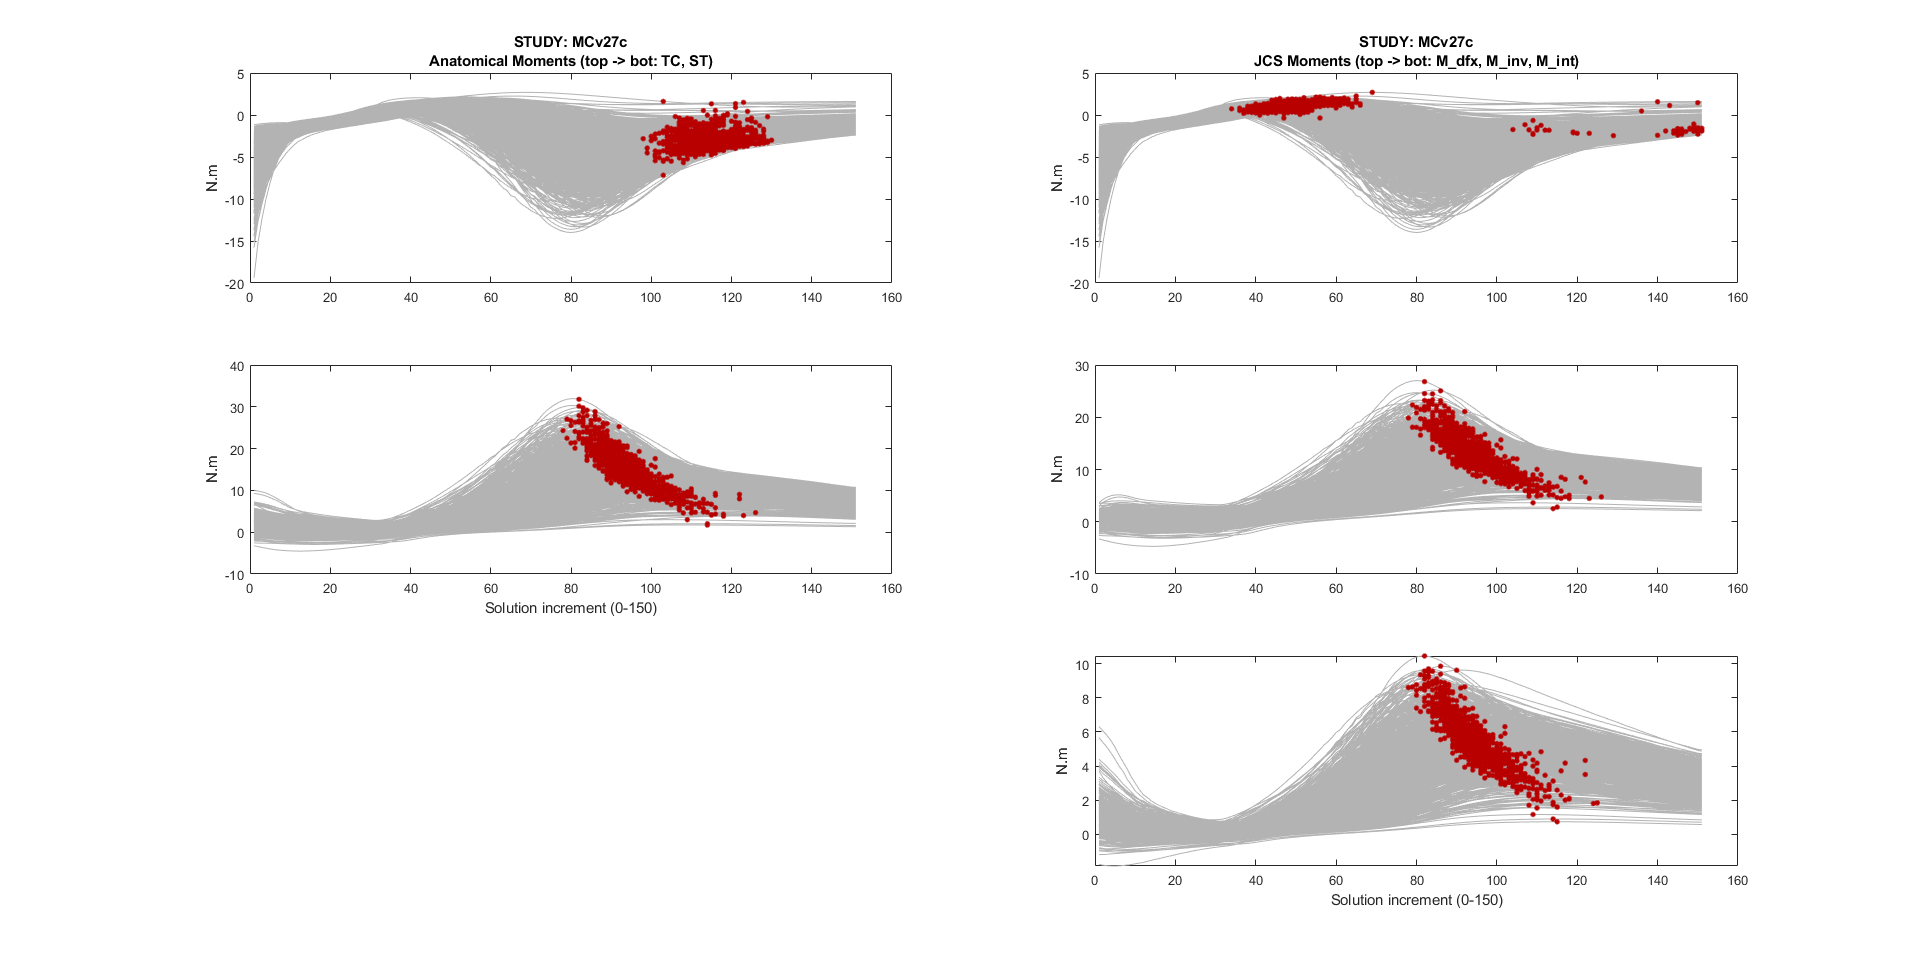 STUDY: MCv27c
Anatomical Moments (top -> bot: TC, ST)
5
0
-5
-10
-15
-20
N.m
0 20 40 60 80 100 120 140 160
40
30
20
10
0
-10
N.m
0 20 40 60 80 100 120 140 160
Solution increment (0-150)
STUDY: MCv27c
JCS Moments (top -> bot: M_dfx, M_inv, M_int)
5
0
-5
-10
-15
-20
N.m
0 20 40 60 80 100 120 140 160
30
20
10
0
-10
N.m
0 20 40 60 80 100 120 140 160
10
8
6
4
2
0
N.m
0 20 40 60 80 100 120 140 160
Solution increment (0-150)